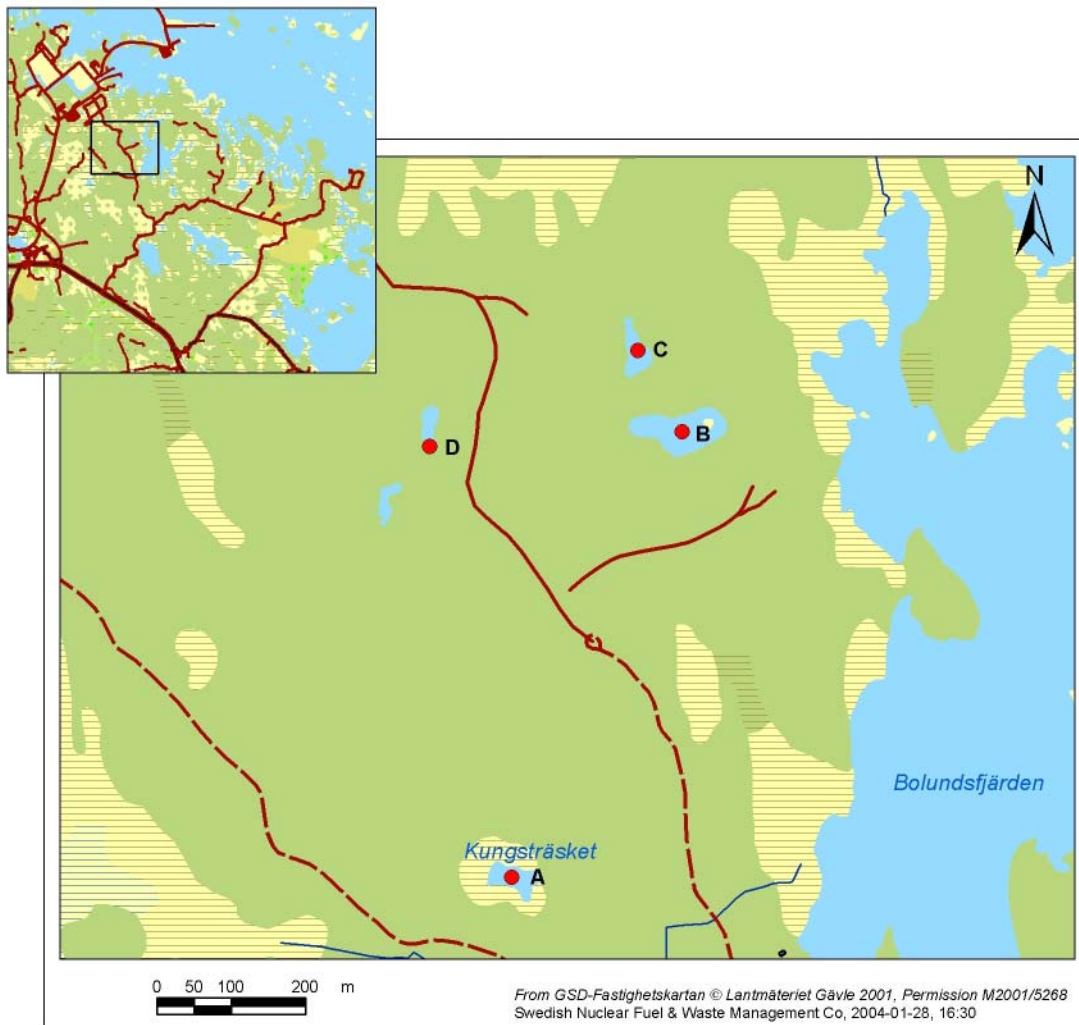 N
C
B
D
Bolundsfjärden
Kungsträsket
A
0 50 100 200 m
From GSD-Fastighetskartan © Lantmäteriet Gävle 2001, Permission M2001/5268
Swedish Nuclear Fuel & Waste Management Co, 2004-01-28, 16:30